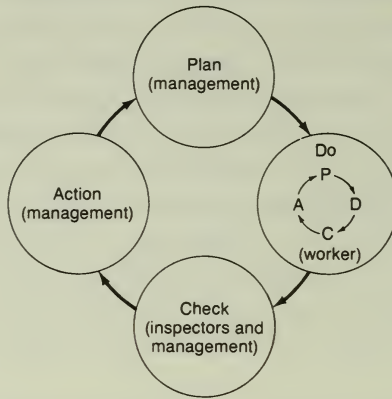 Plan
(management)
Do
P
A
D
C
(worker)
Action
(management)
Check
(inspectors and
management)